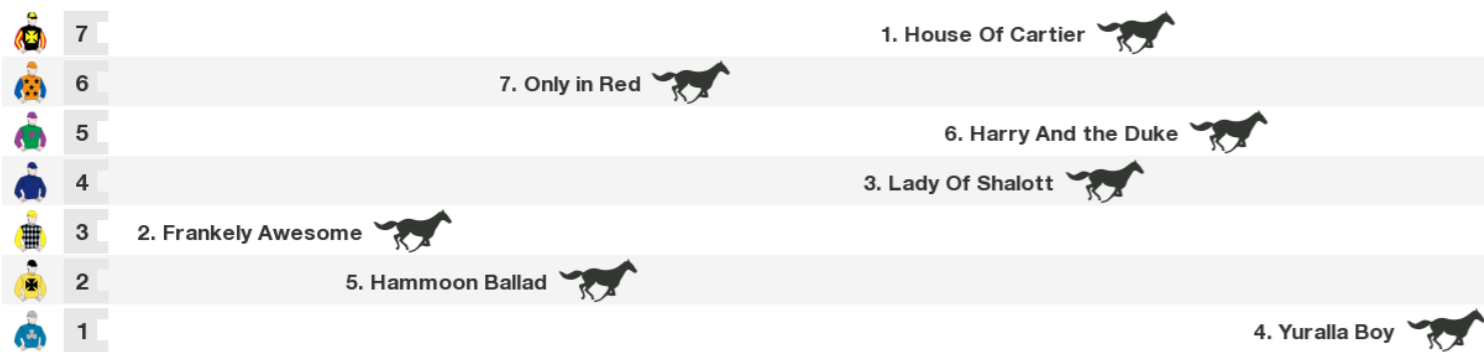 7 1. House Of Cartier
6 7. Only in Red
5 6. Harry And the Duke
4 3. Lady Of Shalott
3 2. Frankely Awesome
2 5. Hammoon Ballad
1 4. Yuralla Boy